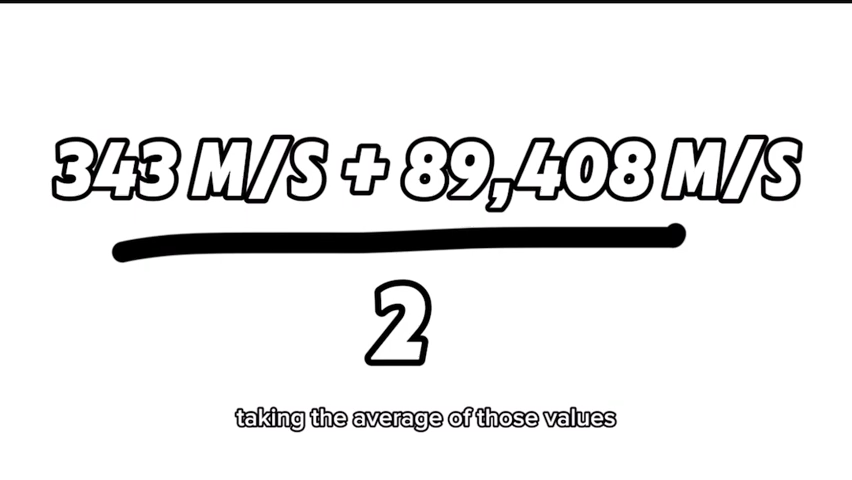 343 M/S + 89,408 M/S
2
taking the average of those values